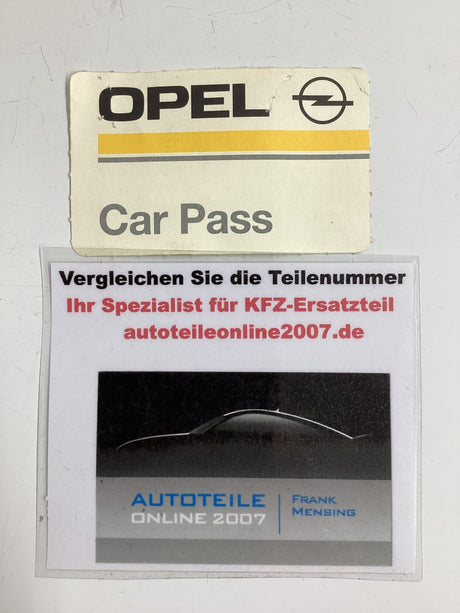 OPEL
Car Pass
Vergleichen Sie die Teilenummer
Ihr Spezialist für KFZ-Ersatzteil
autoteileonline2007.de
AUTOTEILE
ONLINE 2007
FRANK
MENSING